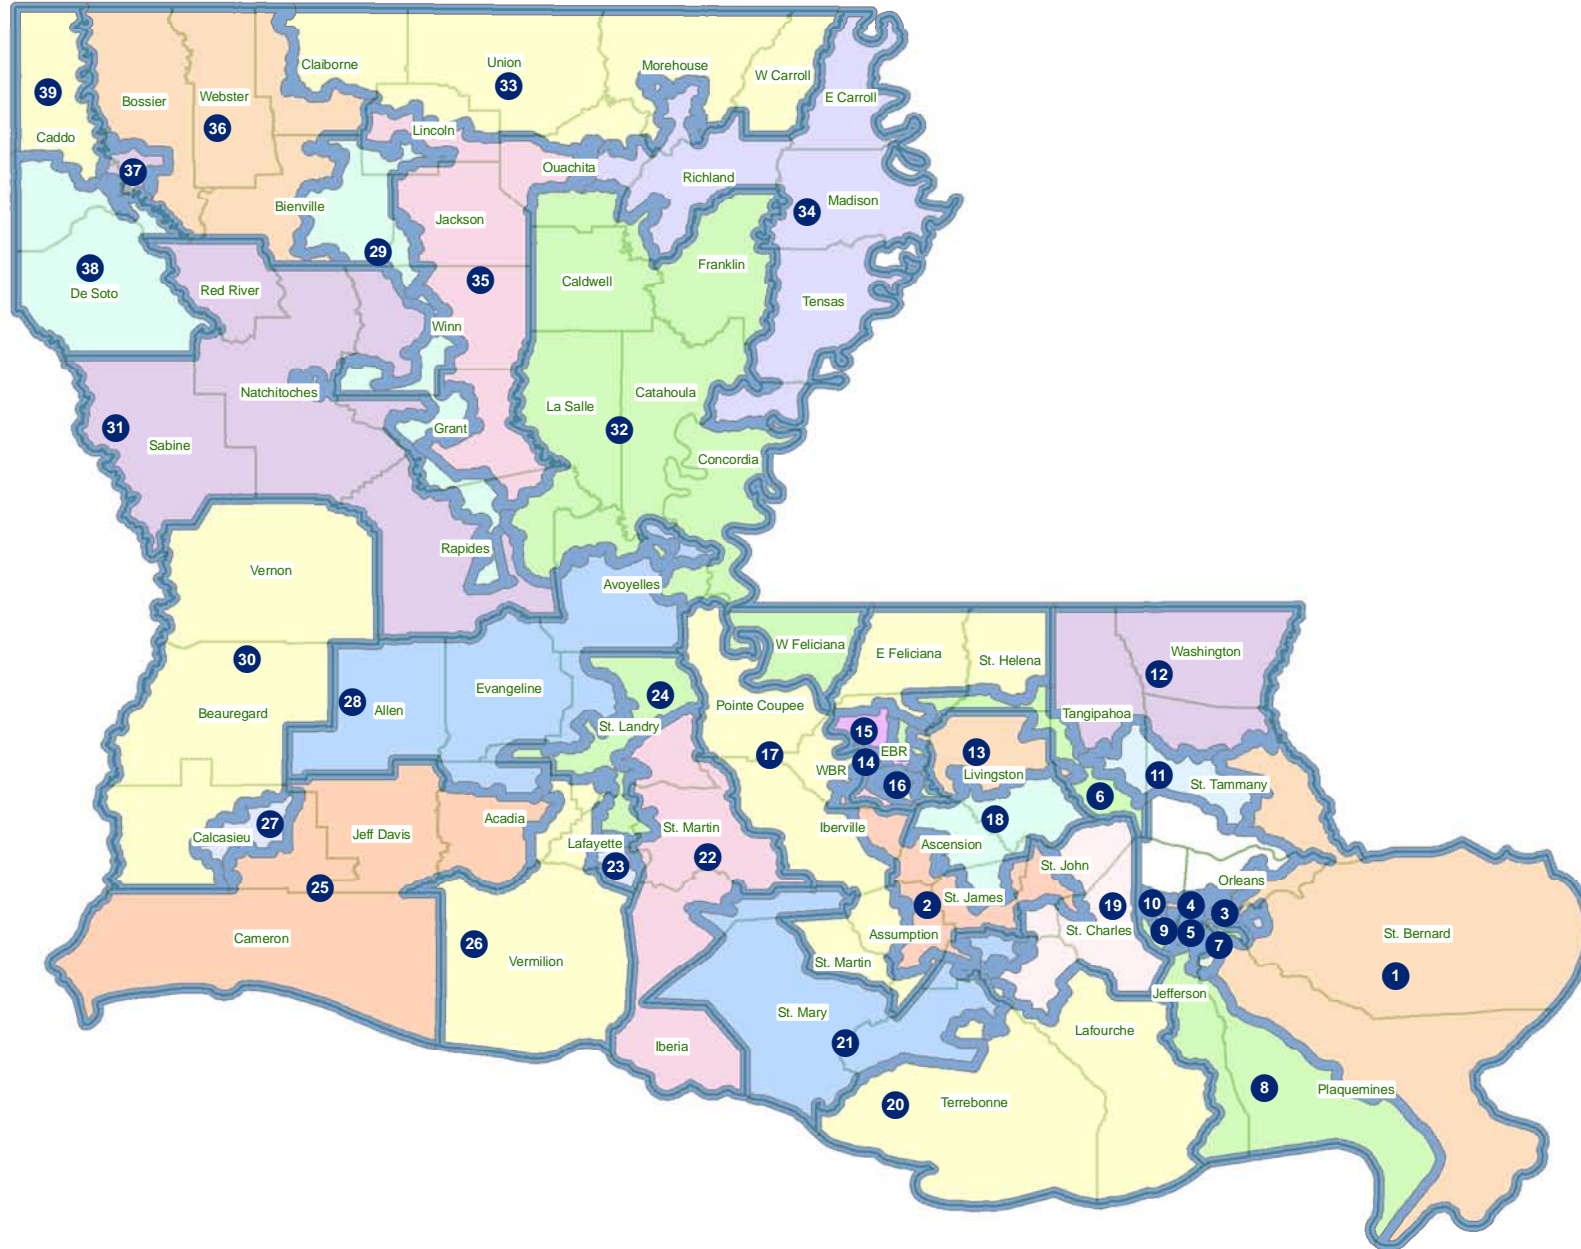 Claiborne
Union
Morehouse
W Carroll
33
39
Bossier
Webster
E Carroll
36
Caddo
Lincoln
37
Ouachita
Richland
Bienville
Madison
34
Jackson
29
38
De Soto
Red River
35
Caldwell
Franklin
Tensas
Winn
Natchitoches
La Salle
Catahoula
31
Sabine
Grant
32
Concordia
Rapides
Vernon
Avoyelles
W Feliciana
E Feliciana
St. Helena
Washington
12
30
Beauregard
28
Allen
Evangeline
24
St. Landry
Pointe Coupee
Tangipahoa
15
EBR
17
14
WBR
13
Livingston
16
11
St. Tammany
6
27
Calcasieu
Jeff Davis
Acadia
Lafayette
St. Martin
Iberville
18
Ascension
22
23
St. John
25
2
St. James
19
St. Charles
Orleans
10
4
3
9
5
7
Cameron
26
Vermilion
Assumption
St. Martin
St. Bernard
1
Jefferson
St. Mary
21
Lafourche
Iberia
20
Terrebonne
8
Plaquemines